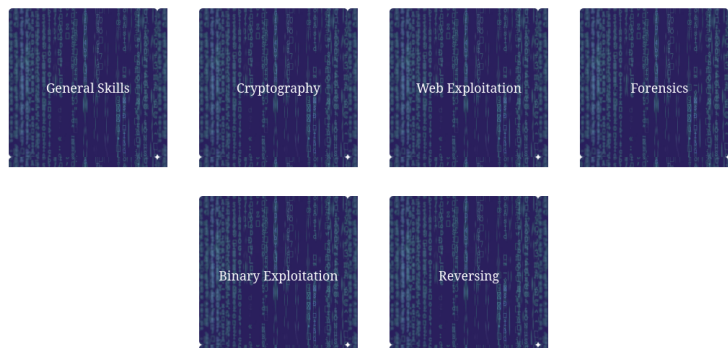 General Skills
Cryptography
Web Exploitation
Forensics
Binary Exploitation
Reversing